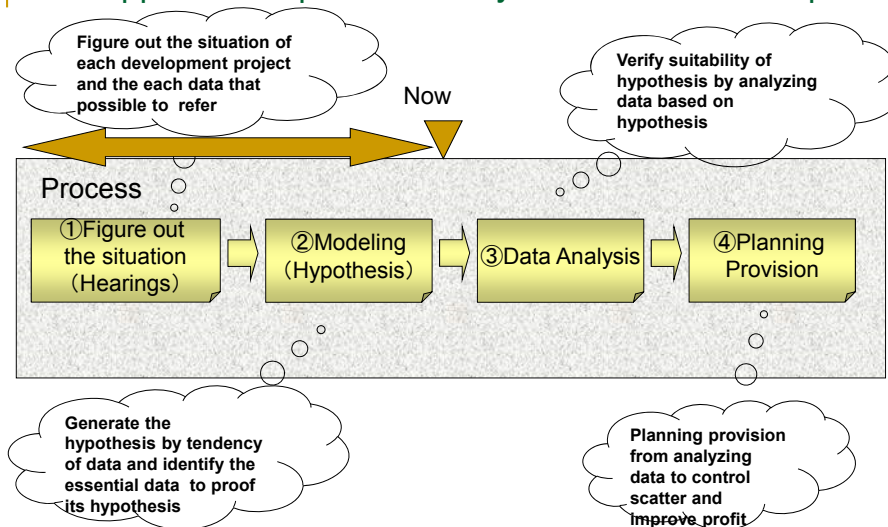 Figure out the situation of
each development project
and the each data that
possible to refer
Now
Verify suitability of
hypothesis by analyzing
data based on
hypothesis
Process
①Figure out
the situation
（Hearings）
②Modeling
（Hypothesis）
③Data Analysis
④Planning
Provision
Generate the
hypothesis by tendency
of data and identify the
essential data to proof
its hypothesis
Planning provision
from analyzing
data to control
scatter and
improve profit